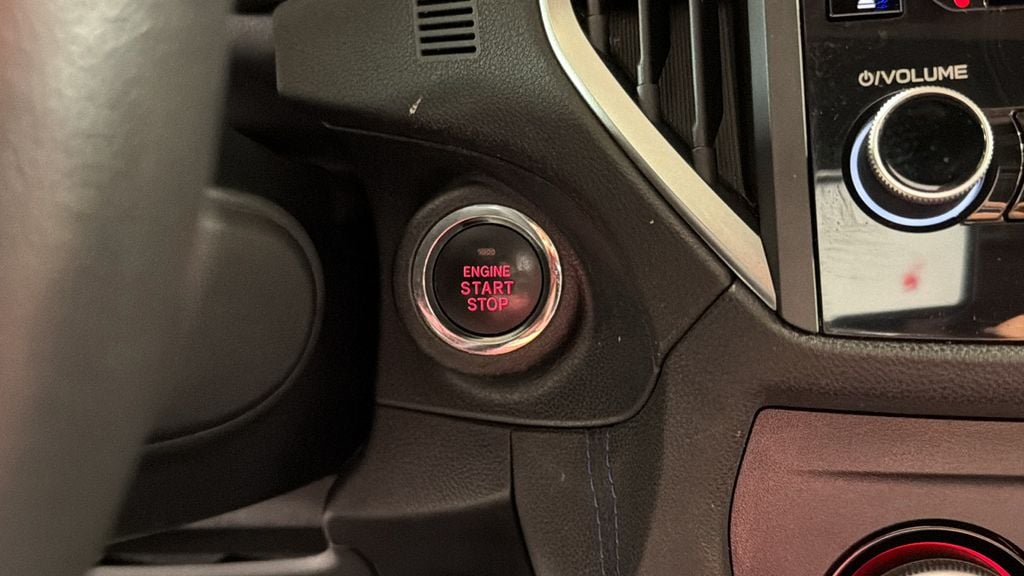 ⏻/VOLUME
ENGINE
START
STOP